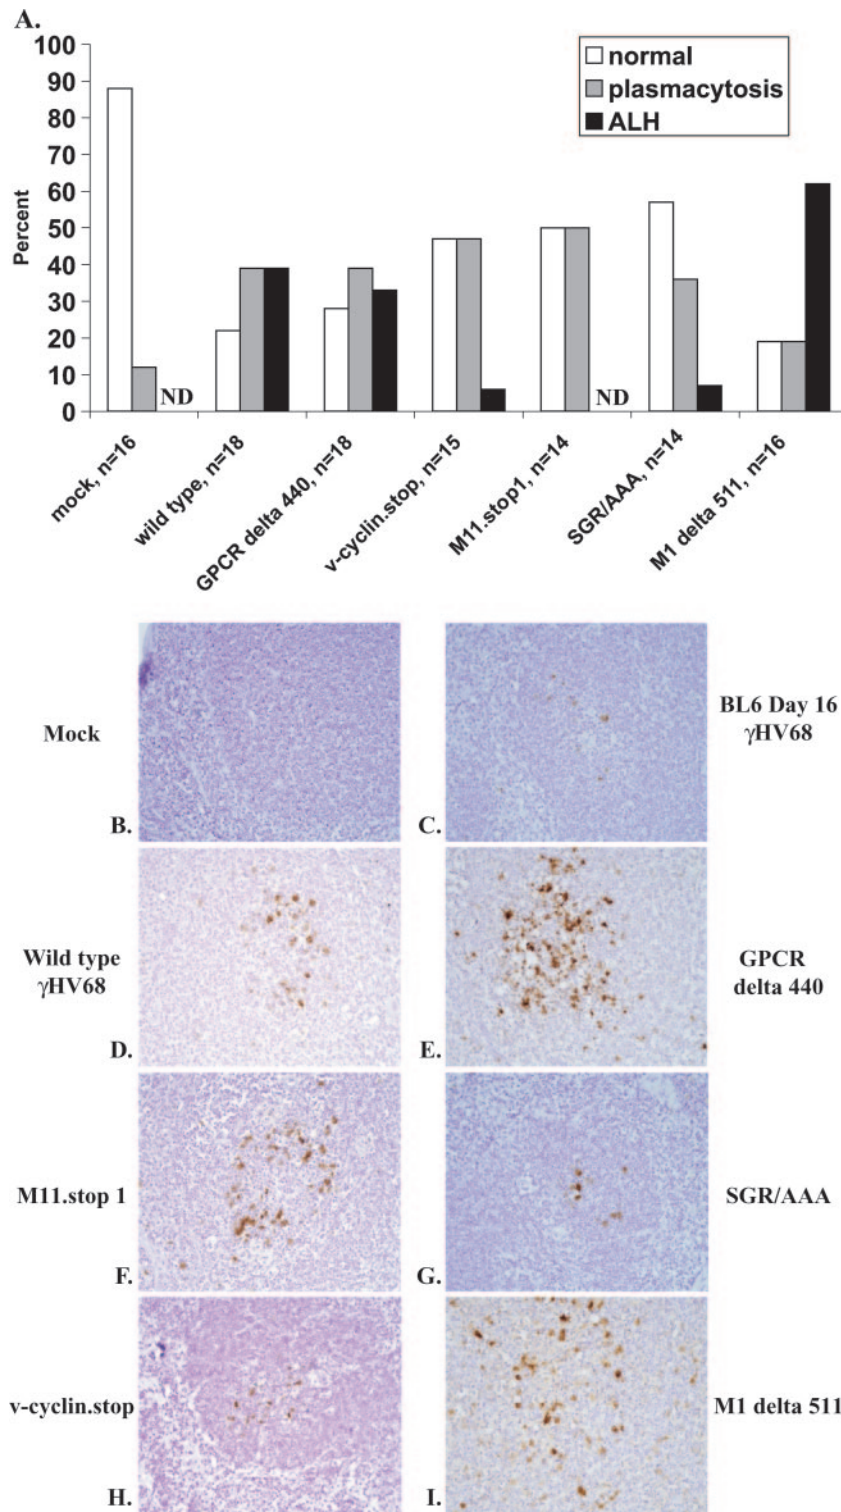 A.
100
90
80
70
60
50
40
30
20
10
0
Percent
normal
plasmacytosis
ALH
ND
ND
mock, n=16
wild type, n=18
GPCR delta 440, n=18
v-cyclin.stop, n=15
M11.stop1, n=14
SGR/AAA, n=14
M1 delta 511, n=16
Mock
B.
C.
BL6 Day 16
γHV68
Wild type
γHV68
D.
E.
GPCR
delta 440
M11.stop 1
F.
G.
SGR/AAA
v-cyclin.stop
H.
I.
M1 delta 511